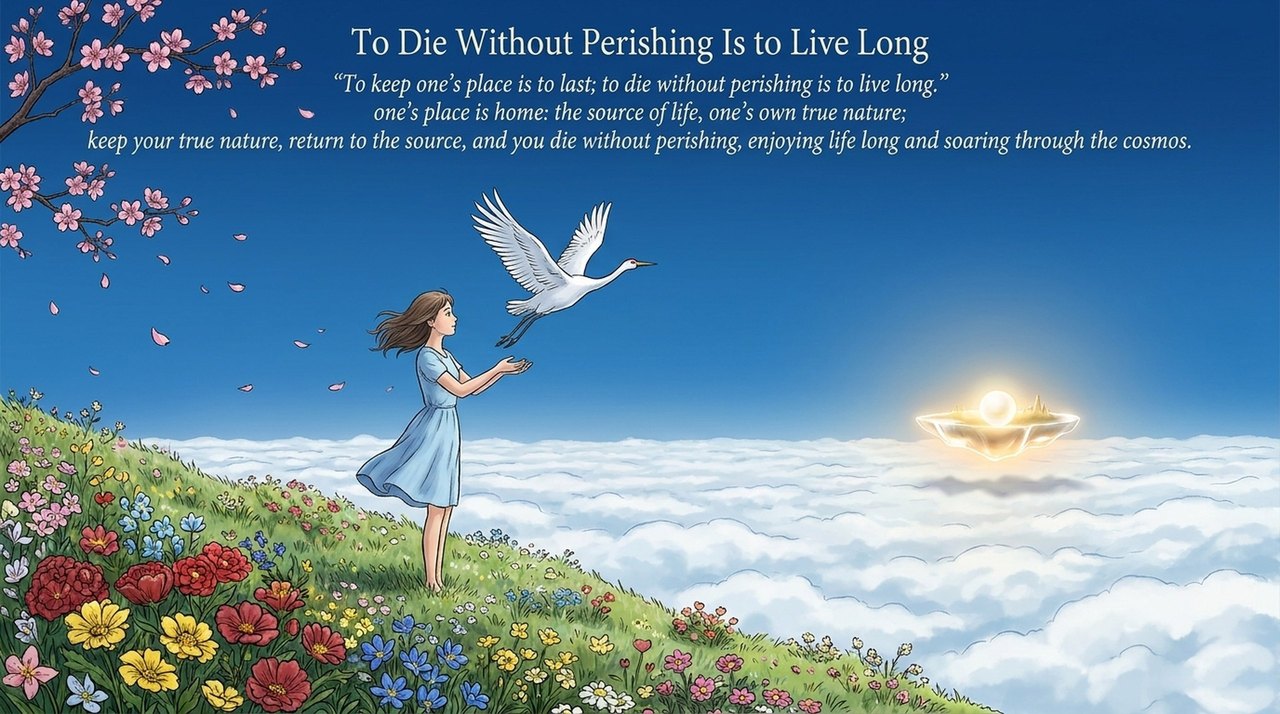 To Die Without Perishing Is to Live Long
“To keep one’s place is to last; to die without perishing is to live long.”
one’s place is home: the source of life, one’s own true nature;
keep your true nature, return to the source, and you die without perishing, enjoying life long and soaring through the cosmos.